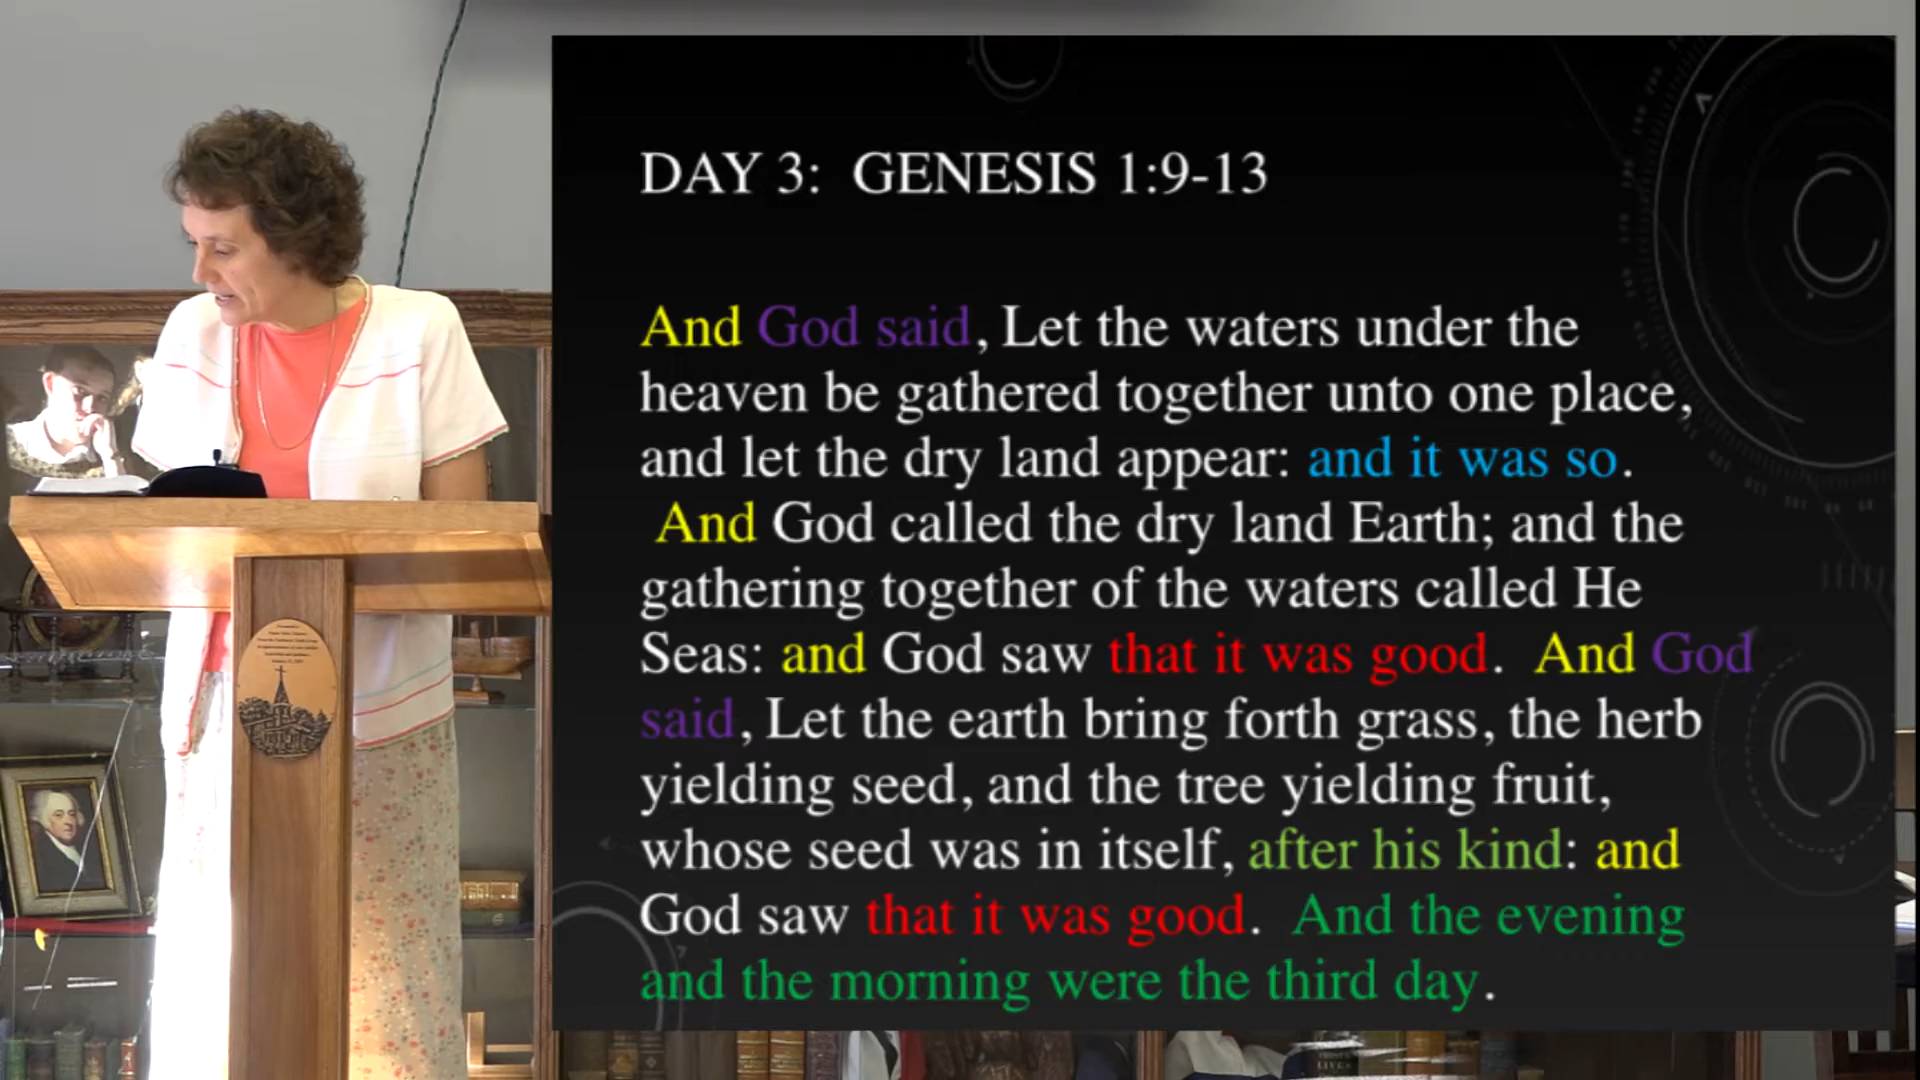 DAY 3: GENESIS 1:9-13
And God said, Let the waters under the
heaven be gathered together unto one place,
and let the dry land appear: and it was so.
And God called the dry land Earth; and the
gathering together of the waters called He
Seas: and God saw that it was good. And God
said, Let the earth bring forth grass, the herb
yielding seed, and the tree yielding fruit,
whose seed was in itself, after his kind: and
God saw that it was good. And the evening
and the morning were the third day.